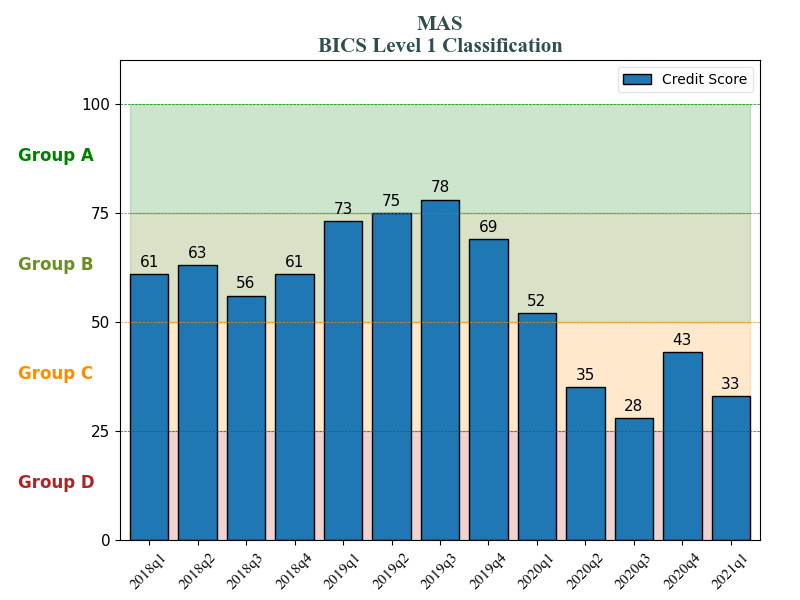 MAS
BICS Level 1 Classification
Credit Score
100
Group A
78
75
73
75
69
63
61
61
Group B
56
52
50
43
Group C
35
33
28
25
Group D
0
2018q1 2018q2 2018q3 2018q4 2019q1 2019q2 2019q3 2019q4 2020q1 2020q2 2020q3 2020q4 2021q1